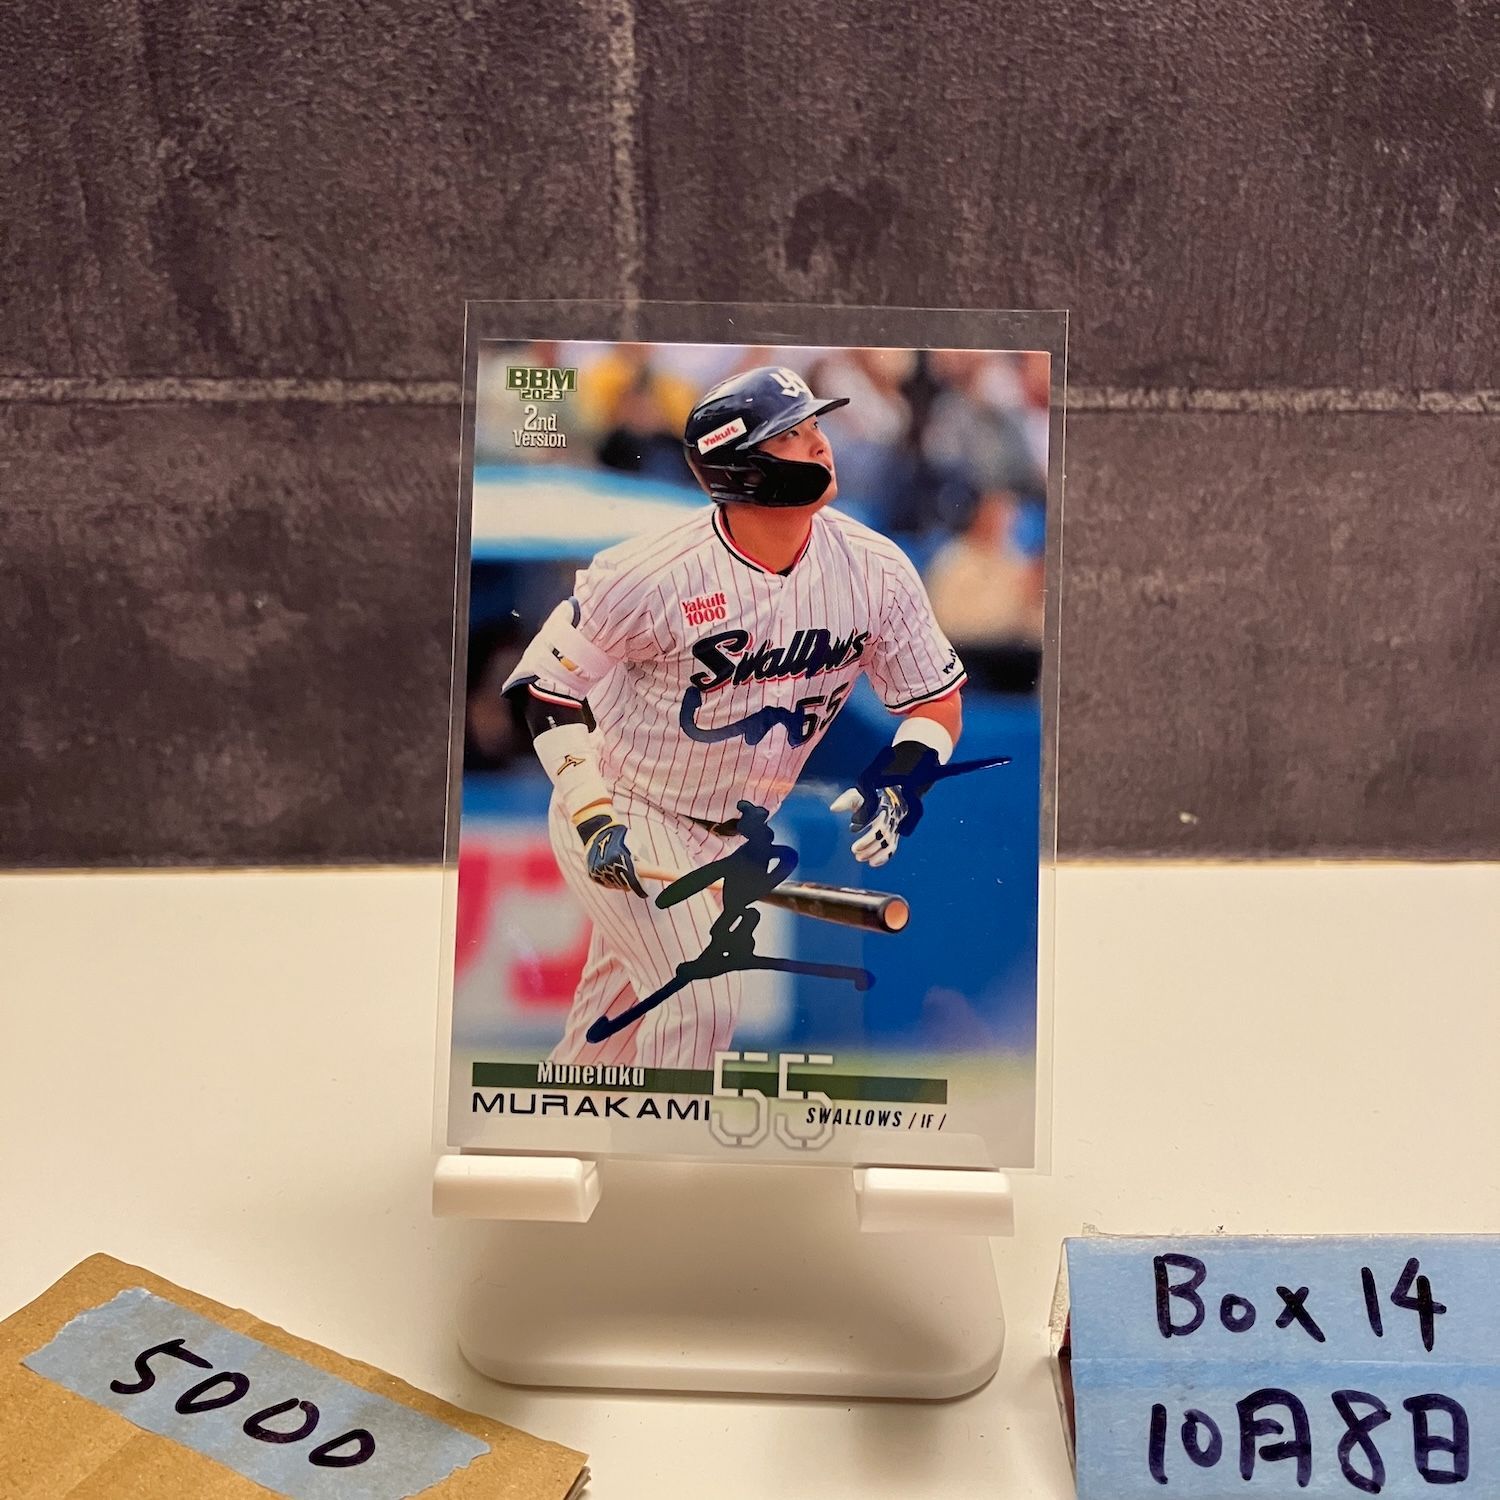 BBM
2023
2nd
Version
Yakult
Yakult
1000
Swallows
55
Munetaka
MURAKAMI
55
SWALLOWS / IF /
5000
Box 14
10月8日